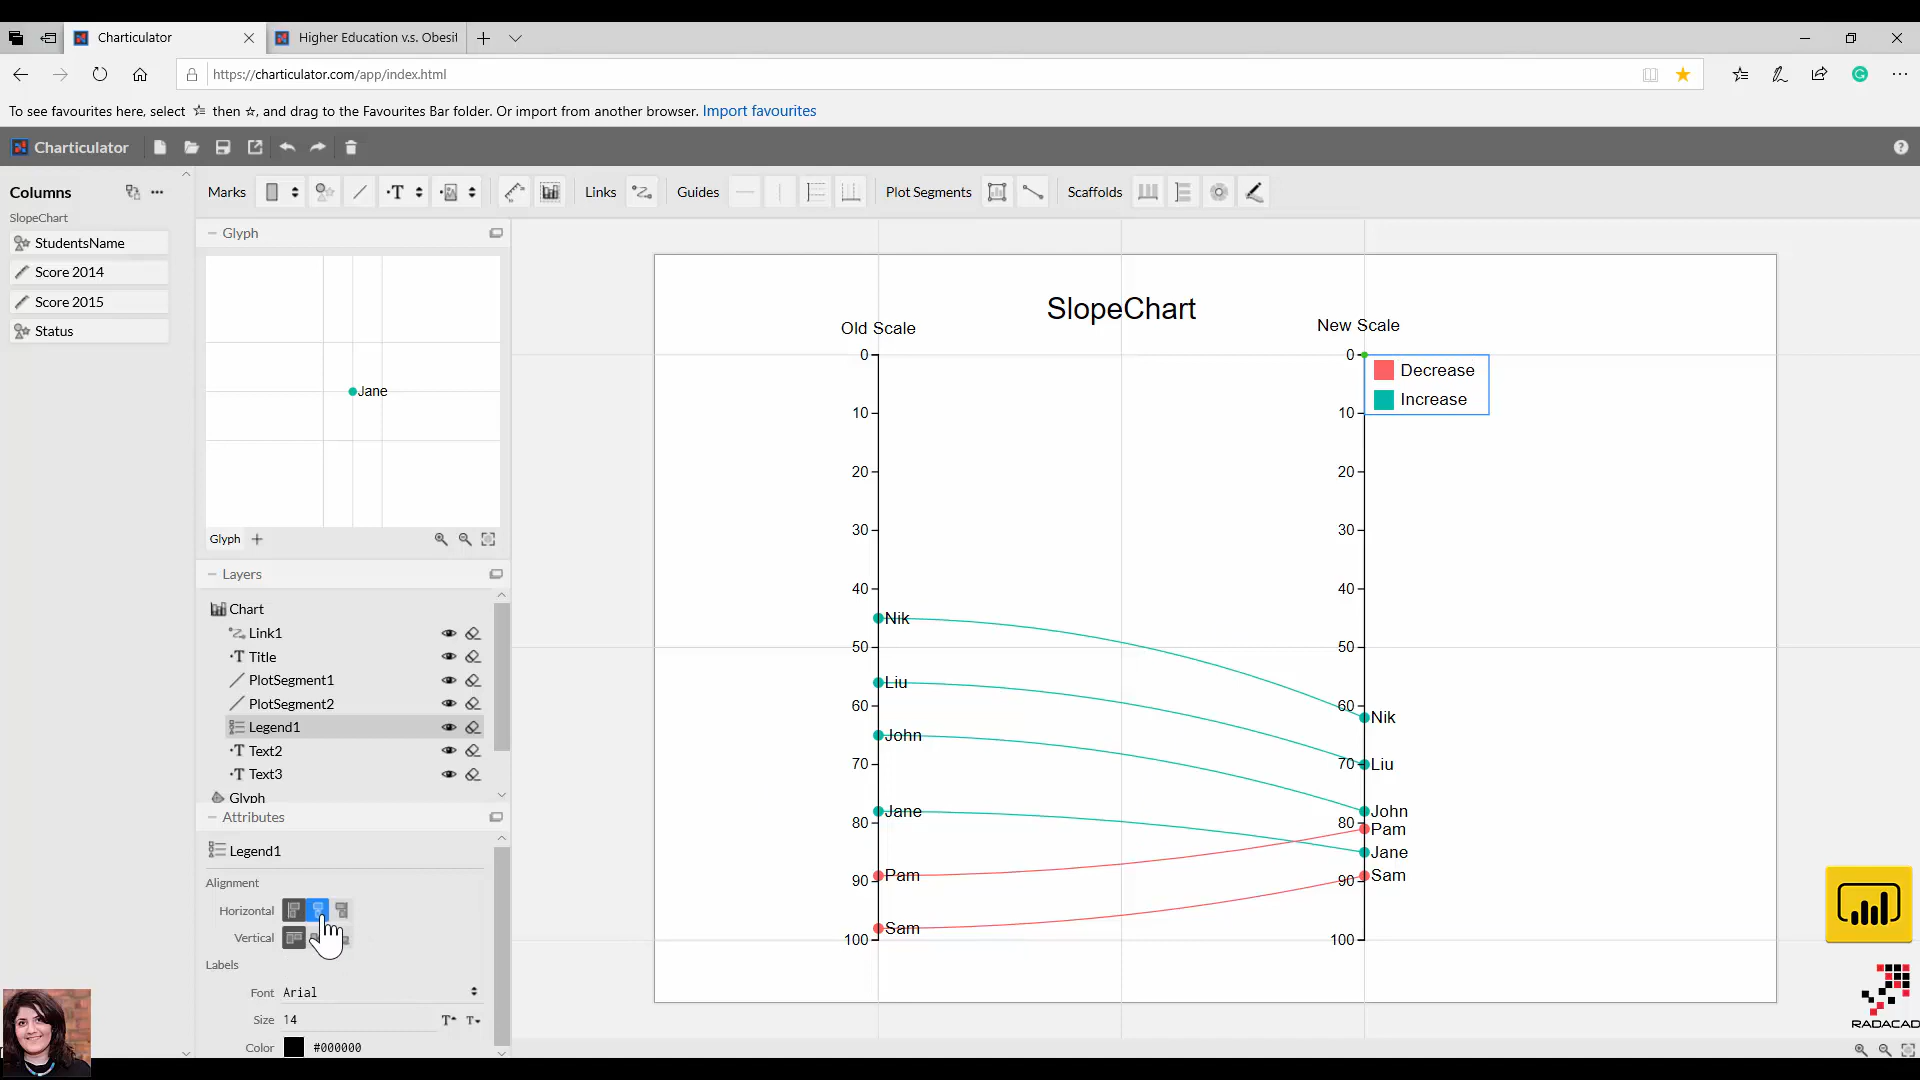 Charticulator
Higher Education v.s. Obesit
https://charticulator.com/app/index.html
To see favourites here, select then, and drag to the Favourites Bar folder. Or import from another browser. Import favourites
Charticulator
Columns
Marks
Links
Guides
Plot Segments
Scaffolds
SlopeChart
StudentsName
Score 2014
Score 2015
Status
Glyph
Jane
Glyph
Layers
Chart
Link1
Title
PlotSegment1
PlotSegment2
Legend1
Text2
Text3
Glyph
Attributes
Legend1
Alignment
Horizontal
Vertical
Labels
Font Arial
Size 14
Color #000000
SlopeChart
Old Scale
New Scale
0
10
20
30
40
50
60
70
80
90
100
Nik
Liu
John
Jane
Pam
Sam
0
10
20
30
40
50
60
70
80
90
100
Decrease
Increase
Nik
Liu
John
Pam
Jane
Sam
RADACAD